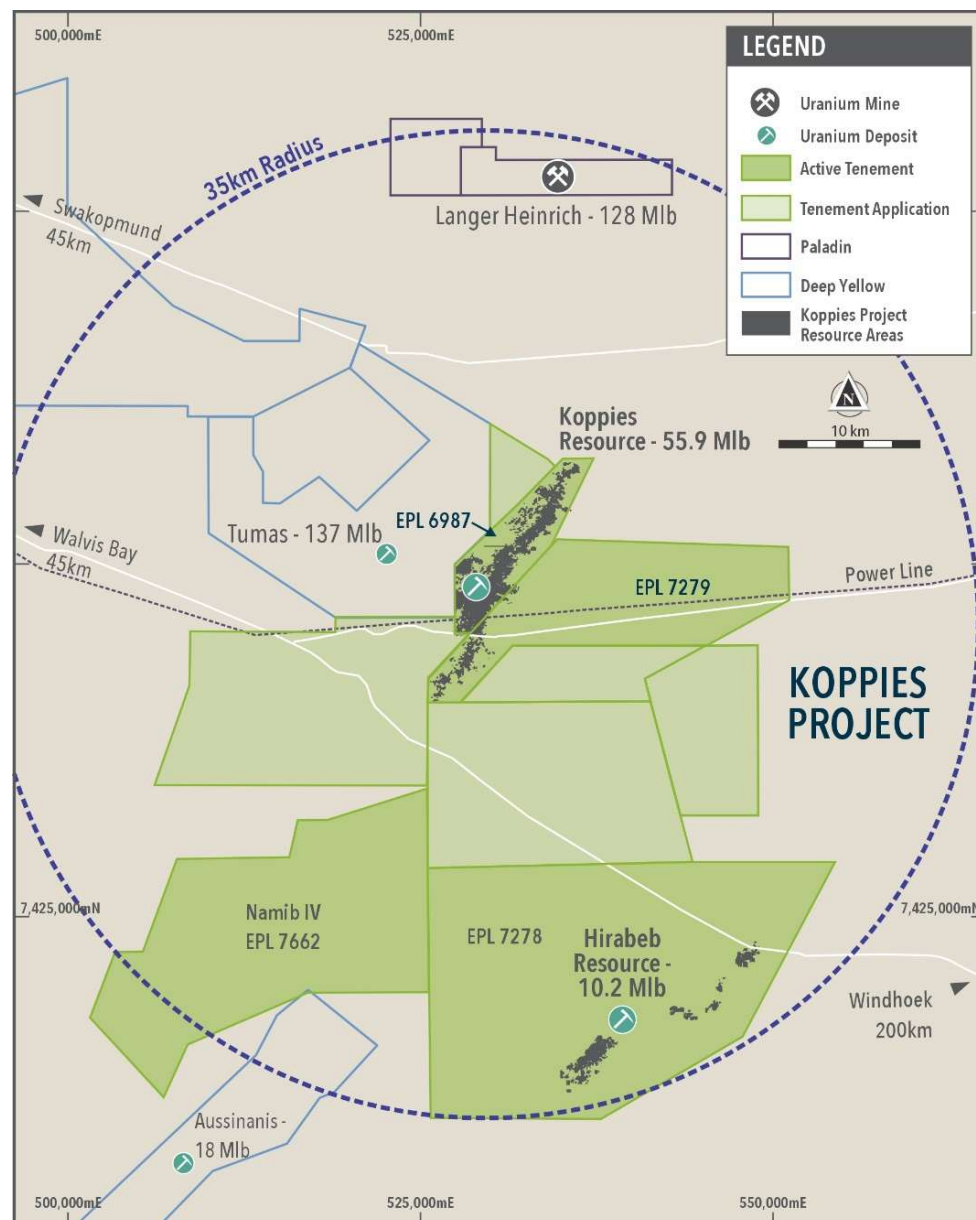 500,000mE
525,000mE
LEGEND
Uranium Mine
Uranium Deposit
Active Tenement
Tenement Application
Paladin
Deep Yellow
Koppies Project
Resource Areas
35km Radius
Swakopmund
45km
Langer Heinrich - 128 Mlb
N
10 km
Koppies
Resource - 55.9 Mlb
EPL 6987
Tumas - 137 Mlb
Walvis Bay
45km
EPL 7279
Power Line
KOPPIES
PROJECT
7,425,000mN
7,425,000mN
Namib IV
EPL 7662
EPL 7278
Hirabeb
Resource -
10.2 Mlb
Windhoek
200km
Aussinanis -
18 Mlb
500,000mE
525,000mE
550,000mE